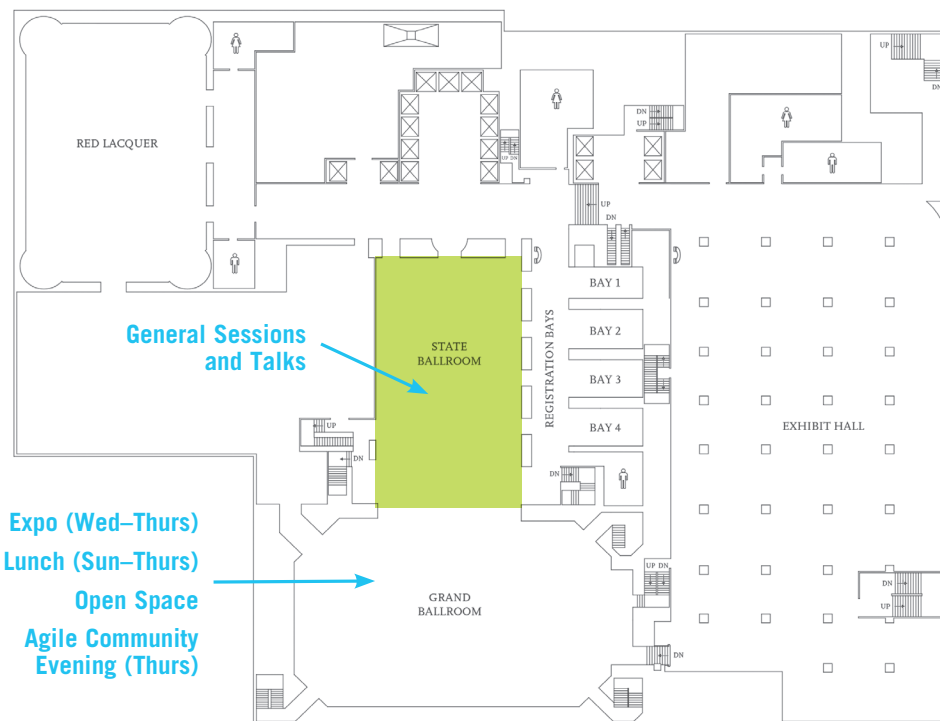 UP
DN
DN
UP
RED LACQUER
UP DN
UP
DN
BAY 1
General Sessions
and Talks
STATE
BALLROOM
REGISTRATION BAYS
BAY 2
BAY 3
BAY 4
EXHIBIT HALL
UP
DN
DN
Expo (Wed–Thurs)
Lunch (Sun–Thurs)
Open Space
Agile Community
Evening (Thurs)
GRAND
BALLROOM
UP DN
DN
UP
DN